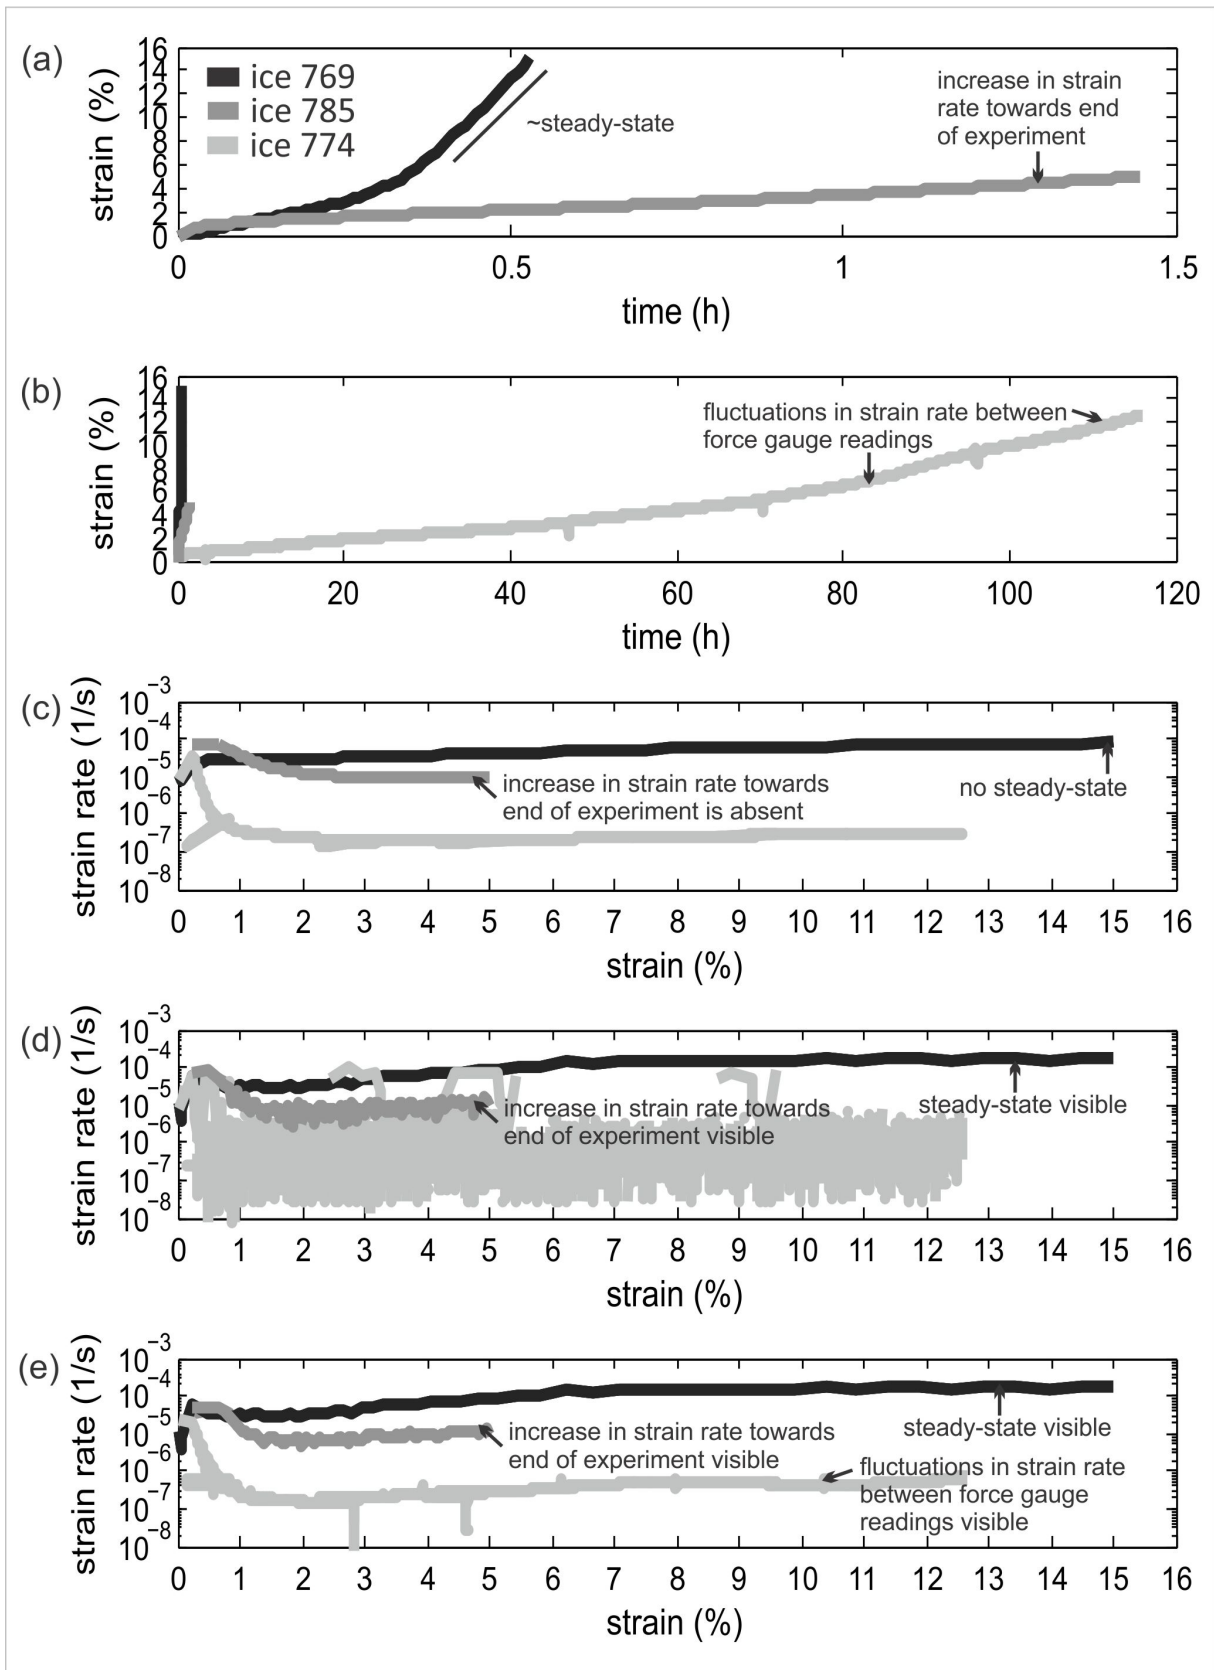 (a)
strain (%)
16
14
12
10
8
6
4
2
0
ice 769
ice 785
ice 774
~steady-state
increase in strain
rate towards end
of experiment
0 0.5 1 1.5
time (h)
(b)
strain (%)
16
14
12
10
8
6
4
2
0
fluctuations in strain rate between
force gauge readings
0 20 40 60 80 100 120
time (h)
(c)
strain rate (1/s)
10⁻³
10⁻⁴
10⁻⁵
10⁻⁶
10⁻⁷
10⁻⁸
increase in strain rate towards
end of experiment is absent
no steady-state
0 1 2 3 4 5 6 7 8 9 10 11 12 13 14 15 16
strain (%)
(d)
strain rate (1/s)
10⁻³
10⁻⁴
10⁻⁵
10⁻⁶
10⁻⁷
10⁻⁸
increase in strain rate towards
end of experiment visible
steady-state visible
0 1 2 3 4 5 6 7 8 9 10 11 12 13 14 15 16
strain (%)
(e)
strain rate (1/s)
10⁻³
10⁻⁴
10⁻⁵
10⁻⁶
10⁻⁷
10⁻⁸
increase in strain rate towards
end of experiment visible
steady-state visible
fluctuations in strain rate
between force gauge
readings visible
0 1 2 3 4 5 6 7 8 9 10 11 12 13 14 15 16
strain (%)